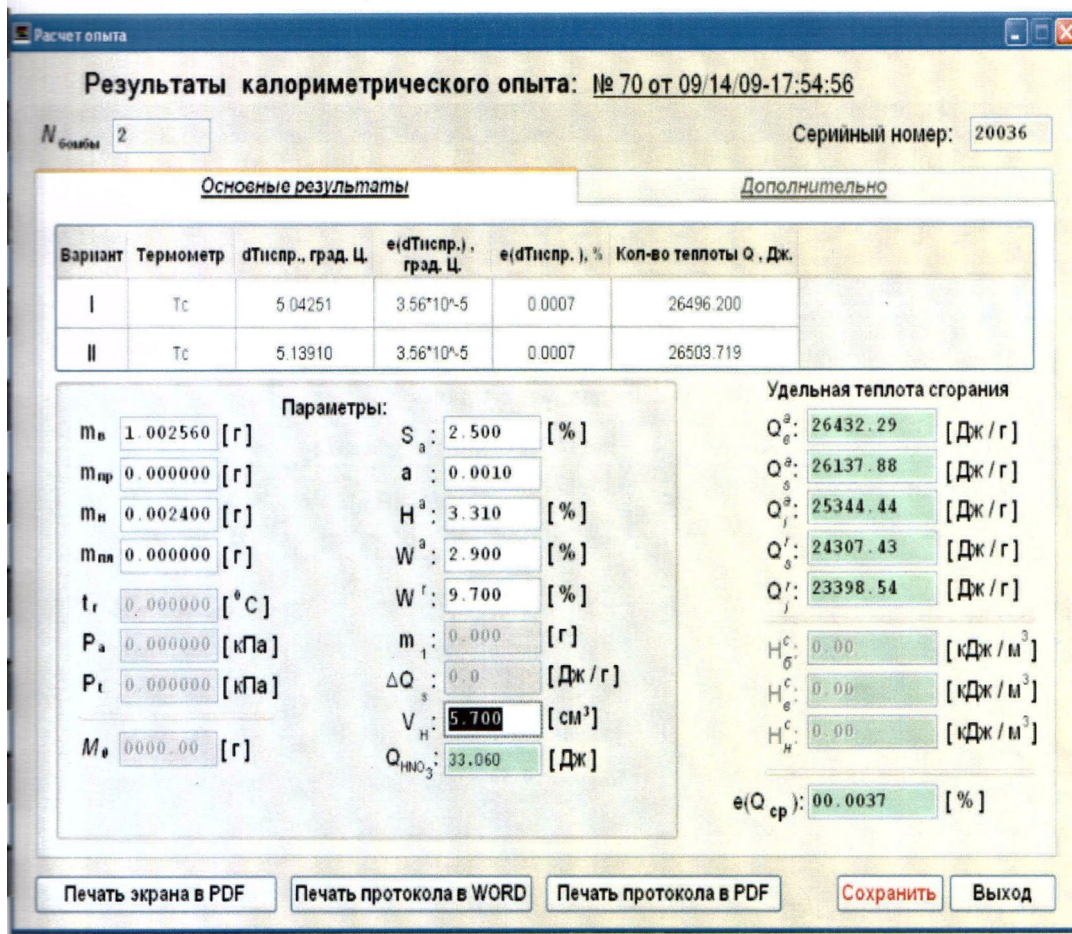 Расчет опыта
Результаты калориметрического опыта: № 70 от 09/14/09-17:54:56
N бомбы 2 Серийный номер: 20036
Основные результаты Дополнительно
Вариант Термометр dTиспр., град. Ц. e(dTиспр.), град. Ц. e(dTиспр.), % Кол-во теплоты Q, Дж.
I Tc 5.04251 3.56*10^-5 0.0007 26496.200
II Tc 5.13910 3.56*10^-5 0.0007 26503.719
Параметры:
mв 1.002560 [г]
mпр 0.000000 [г]
mн 0.002400 [г]
mпл 0.000000 [г]
tг 0.000000 [°C]
Pа 0.000000 [кПа]
Pt 0.000000 [кПа]
Mθ 0000.00 [г]
Sa: 2.500 [%]
a: 0.0010
Ha: 3.310 [%]
Wa: 2.900 [%]
Wr: 9.700 [%]
m1: 0.000 [г]
ΔQs: 0.0 [Дж/г]
VH: 5.700 [см³]
QHNO3: 33.060 [Дж]
Удельная теплота сгорания
Qaв: 26432.29 [Дж/г]
Qas: 26137.88 [Дж/г]
Qai: 25344.44 [Дж/г]
Qrs: 24307.43 [Дж/г]
Qri: 23398.54 [Дж/г]
Hcб: 0.00 [кДж/м³]
Hcв: 0.00 [кДж/м³]
Hcн: 0.00 [кДж/м³]
e(Qср): 00.0037 [%]
Печать экрана в PDF Печать протокола в WORD Печать протокола в PDF Сохранить Выход